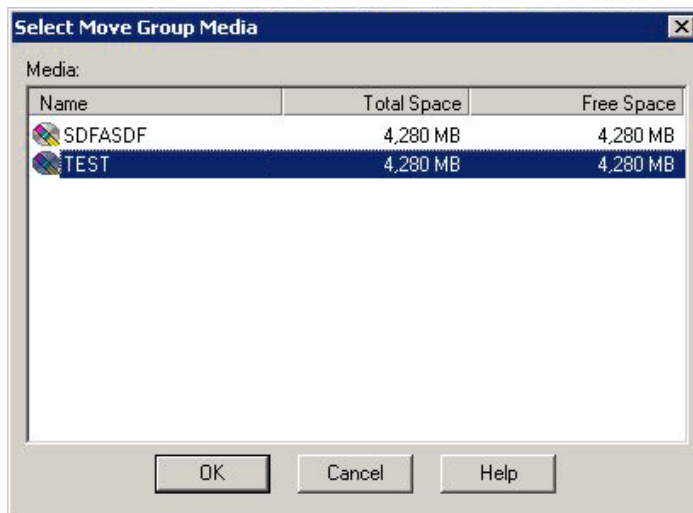 Select Move Group Media
Media:
Name Total Space Free Space
SDFASDF 4,280 MB 4,280 MB
TEST 4,280 MB 4,280 MB
OK Cancel Help